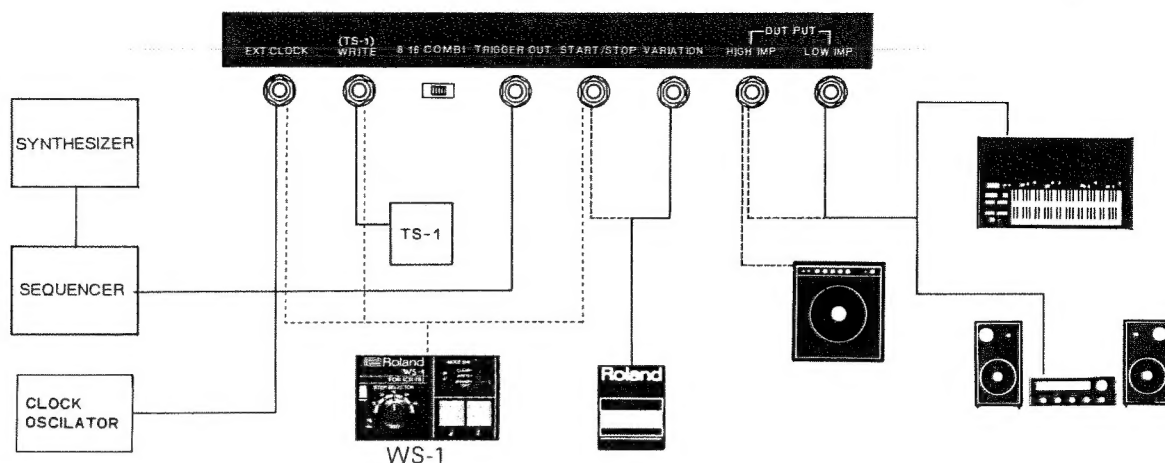 OUT PUT
EXT CLOCK (TS-1) WRITE 8 16 COMBI TRIGGER OUT START/STOP VARIATION HIGH IMP. LOW IMP.
SYNTHESIZER
TS-1
SEQUENCER
Roland
WS-1
Roland
CLOCK
OSCILATOR
WS-1